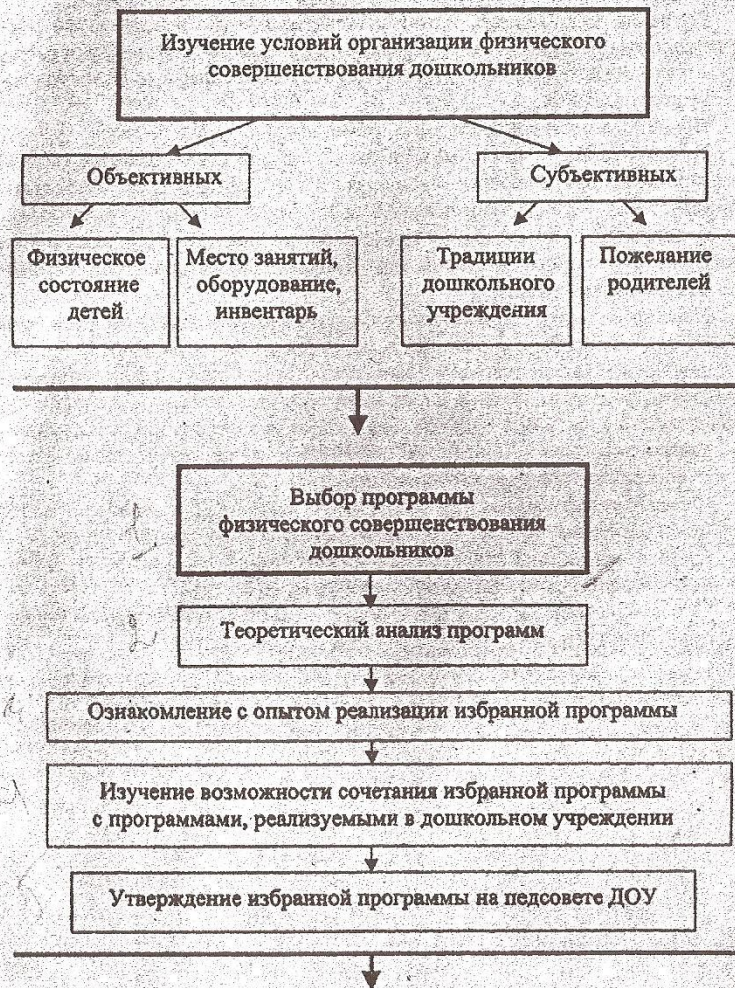 Изучение условий организации физического
совершенствования дошкольников
Объективных
Субъективных
Физическое
состояние
детей
Место занятий,
оборудование,
инвентарь
Традиции
дошкольного
учреждения
Пожелание
родителей
Выбор программы
физического совершенствования
дошкольников
Теоретический анализ программ
Ознакомление с опытом реализации избранной программы
Изучение возможности сочетания избранной программы
с программами, реализуемыми в дошкольном учреждении
Утверждение избранной программы на педсовете ДОУ